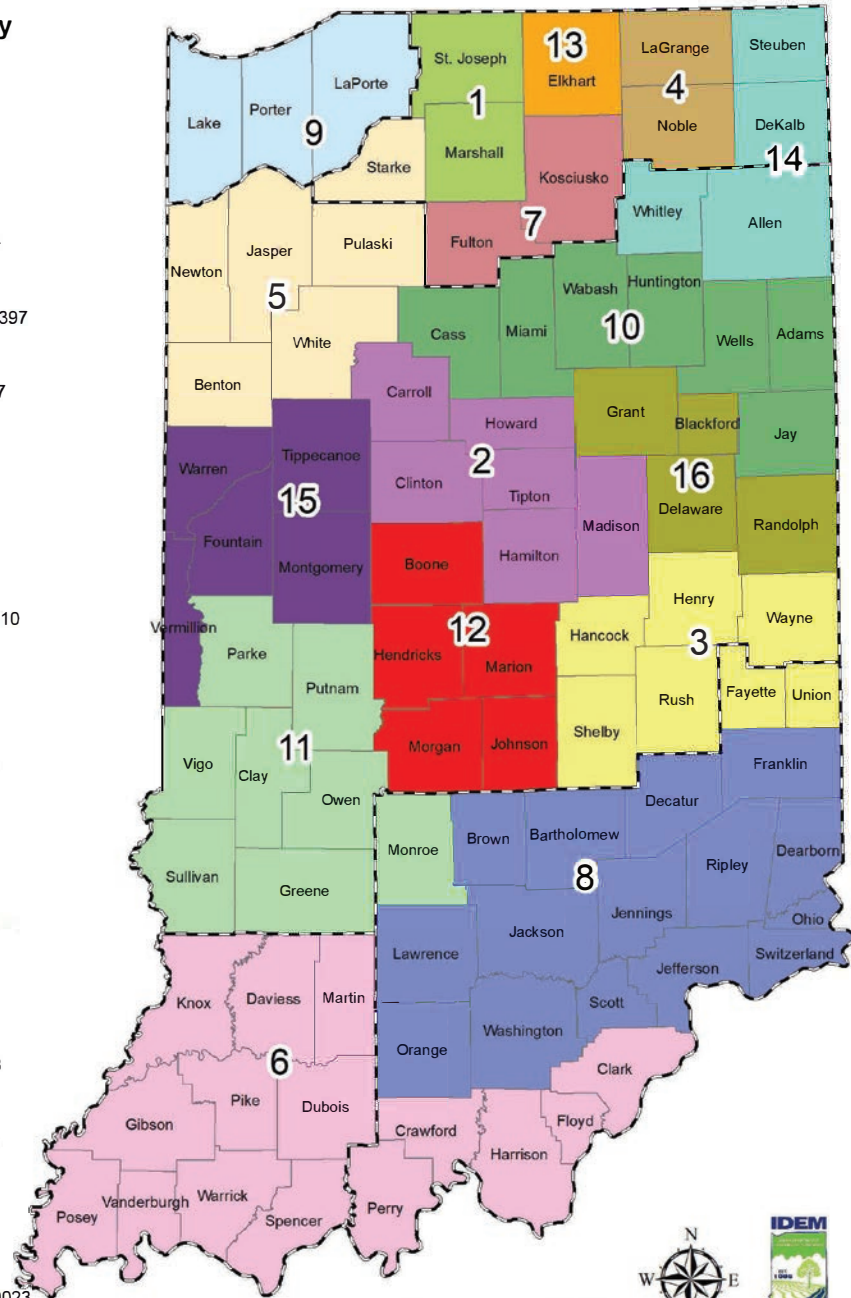 y
St. Joseph
13
Elkhart
LaGrange
Steuben
LaPorte
4
1
Lake
Porter
9
Noble
DeKalb
14
Marshall
Starke
Kosciusko
Whitley
Allen
7
Fulton
Newton
Jasper
Pulaski
397
5
Wabash
Huntington
10
Cass
Miami
Wells
Adams
White
7
Benton
Carroll
Grant
Blackford
Howard
Jay
2
Warren
Tippecanoe
15
Clinton
Tipton
16
Delaware
Madison
Randolph
Fountain
Montgomery
Boone
Hamilton
Henry
10
Vermillion
Wayne
Parke
12
Hendricks
Marion
Hancock
3
Putnam
Rush
Fayette
Union
Vigo
11
Clay
Morgan
Johnson
Shelby
Franklin
Owen
Decatur
Monroe
Brown
Bartholomew
Ripley
Dearborn
Sullivan
Greene
8
Jennings
Ohio
Jackson
Lawrence
Jefferson
Switzerland
Knox
Daviess
Martin
Scott
Washington
6
Orange
Clark
Gibson
Pike
Dubois
Crawford
Floyd
Harrison
Posey
Vanderburgh
Warrick
Spencer
Perry
N
IDEM
W
E